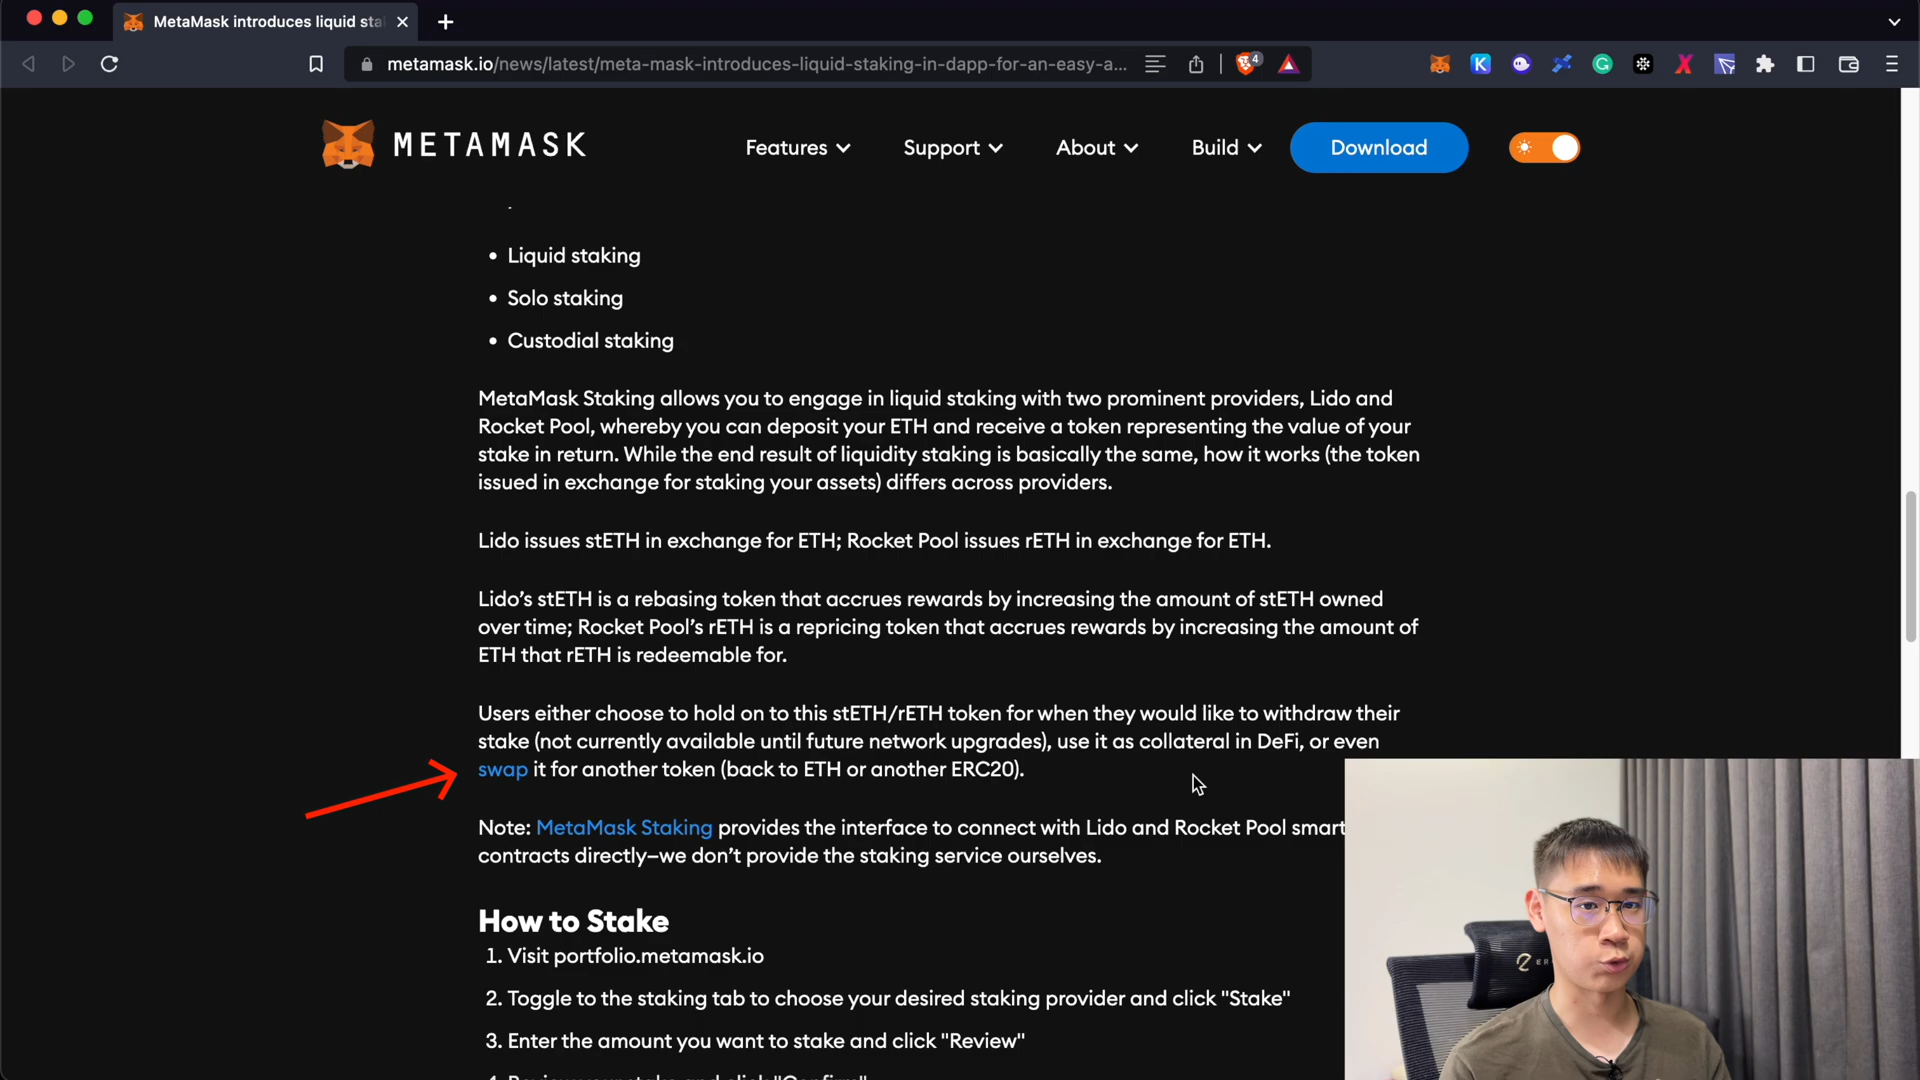 MetaMask introduces liquid sta
metamask.io/news/latest/meta-mask-introduces-liquid-staking-in-dapp-for-an-easy-a...
4
METAMASK
Features
Support
About
Build
Download
• Liquid staking
• Solo staking
• Custodial staking
MetaMask Staking allows you to engage in liquid staking with two prominent providers, Lido and
Rocket Pool, whereby you can deposit your ETH and receive a token representing the value of your
stake in return. While the end result of liquidity staking is basically the same, how it works (the token
issued in exchange for staking your assets) differs across providers.
Lido issues stETH in exchange for ETH; Rocket Pool issues rETH in exchange for ETH.
Lido’s stETH is a rebasing token that accrues rewards by increasing the amount of stETH owned
over time; Rocket Pool’s rETH is a repricing token that accrues rewards by increasing the amount of
ETH that rETH is redeemable for.
Users either choose to hold on to this stETH/rETH token for when they would like to withdraw their
stake (not currently available until future network upgrades), use it as collateral in DeFi, or even
swap it for another token (back to ETH or another ERC20).
Note: MetaMask Staking provides the interface to connect with Lido and Rocket Pool smart
contracts directly—we don’t provide the staking service ourselves.
How to Stake
1. Visit portfolio.metamask.io
2. Toggle to the staking tab to choose your desired staking provider and click "Stake"
3. Enter the amount you want to stake and click "Review"